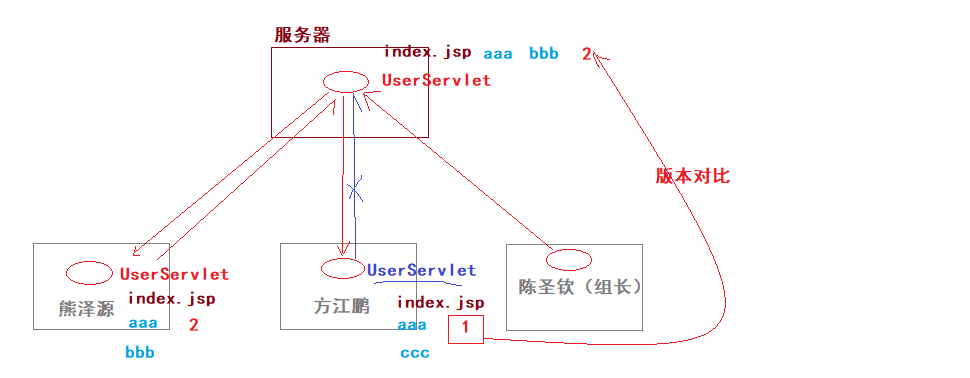 服务器
index.jsp aaa bbb 2
UserServlet
版本对比
UserServlet
index.jsp
熊泽源
aaa 2
bbb
UserServlet
方江鹏
index.jsp
aaa 1
ccc
陈圣钦（组长）